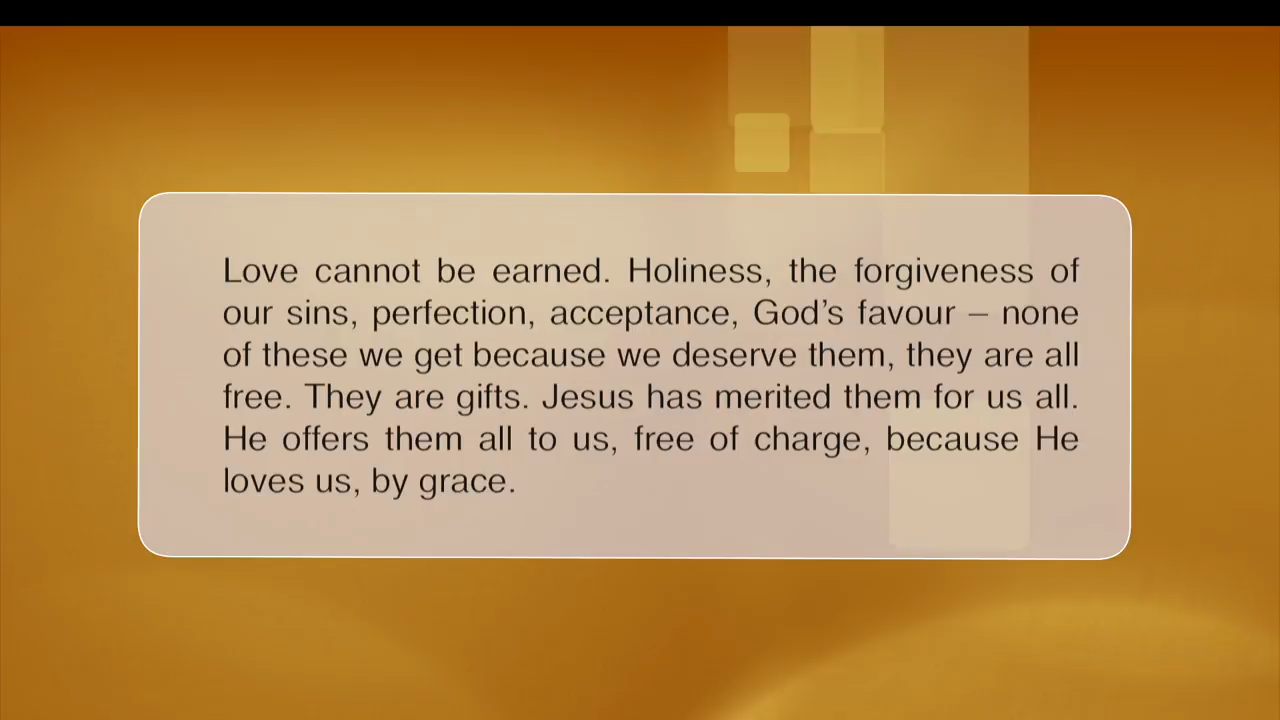 Love cannot be earned. Holiness, the forgiveness of
our sins, perfection, acceptance, God’s favour – none
of these we get because we deserve them, they are all
free. They are gifts. Jesus has merited them for us all.
He offers them all to us, free of charge, because He
loves us, by grace.